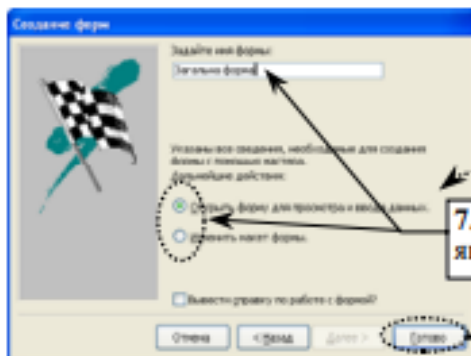 Создание форм
Задайте имя формы:
Загальна форма
Указаны все сведения, необходимые для создания
формы с помощью мастера.
Дальнейшие действия:
Открыть форму для просмотра и ввода данных.
Изменить макет формы.
7.
Вывести справку по работе с формой?
Отмена < Назад Далее > Готово